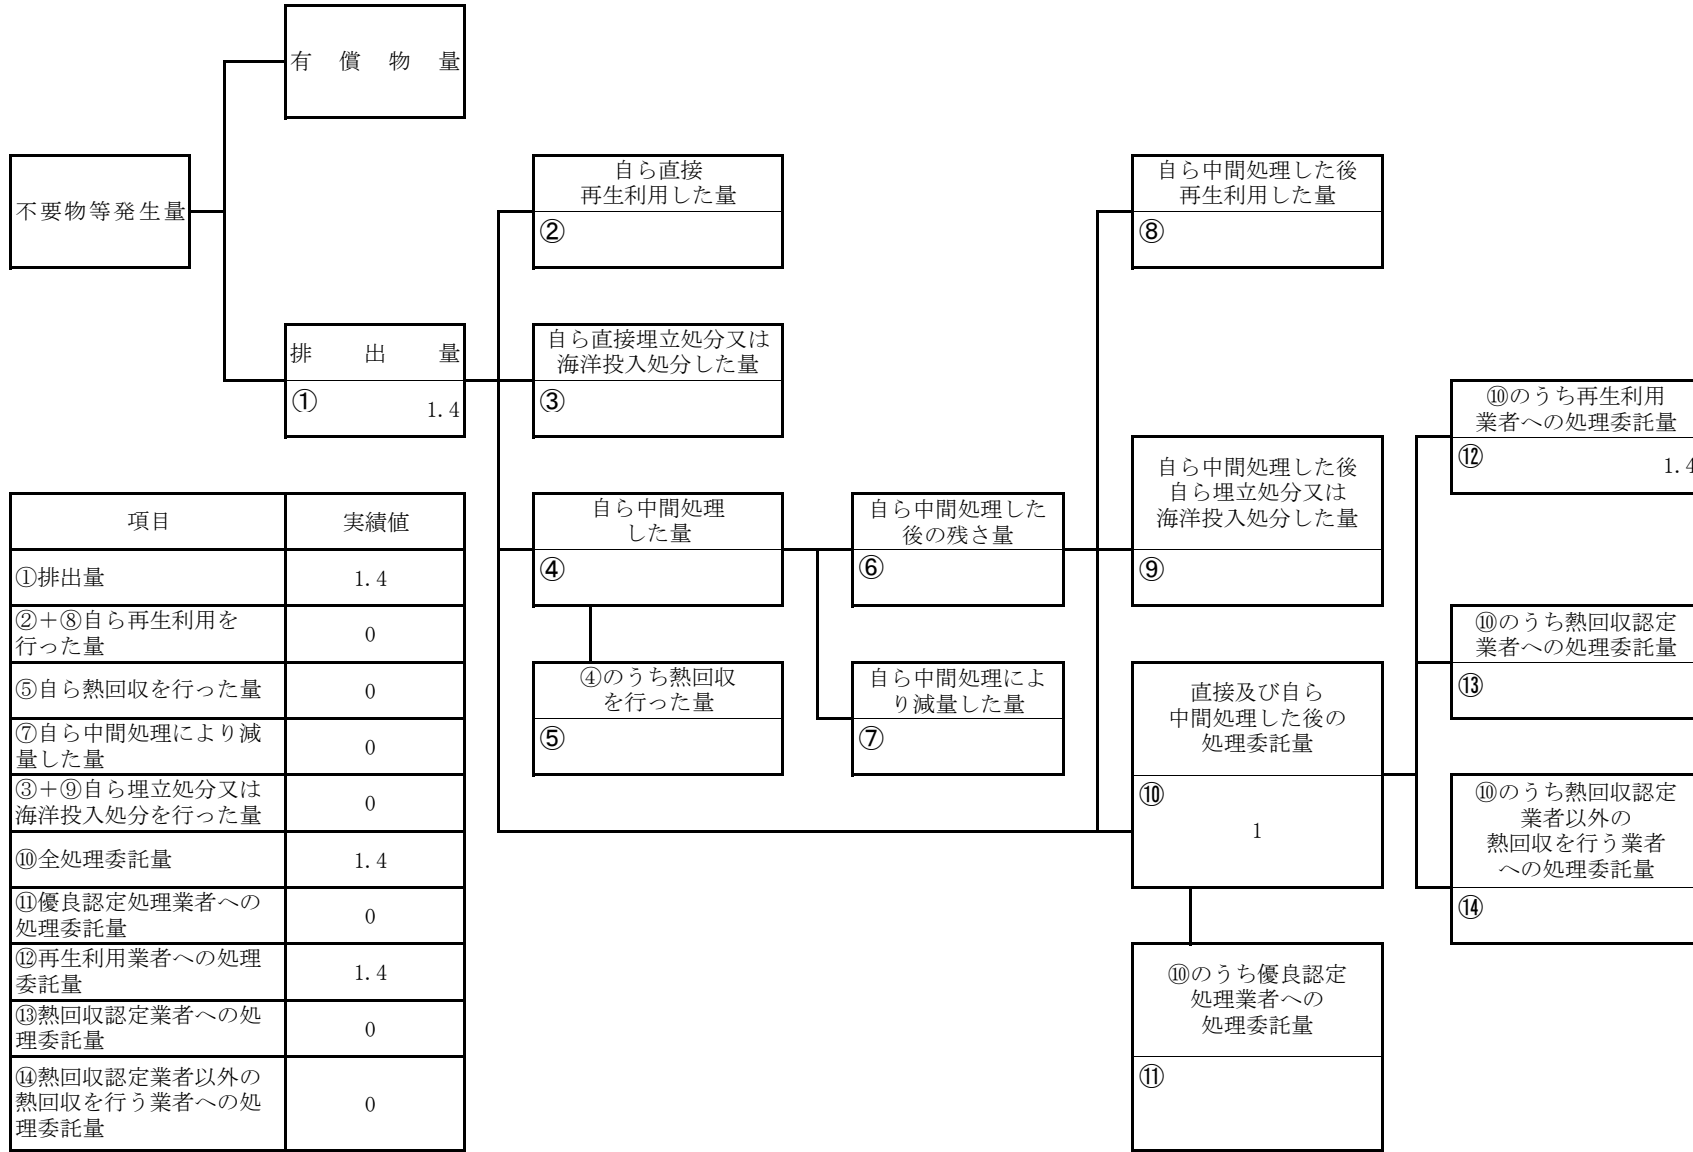 有償物量
不要物等発生量
排出量
①
1.4
自ら直接
再生利用した量
②
自ら直接埋立処分又は
海洋投入処分した量
③
自ら中間処理
した量
④
④のうち熱回収
を行った量
⑤
自ら中間処理した
後の残さ量
⑥
自ら中間処理によ
り減量した量
⑦
自ら中間処理した後
再生利用した量
⑧
自ら中間処理した後
自ら埋立処分又は
海洋投入処分した量
⑨
直接及び自ら
中間処理した後の
処理委託量
⑩
1
⑩のうち優良認定
処理業者への
処理委託量
⑪
⑩のうち再生利用
業者への処理委託量
⑫
1.4
⑩のうち熱回収認定
業者への処理委託量
⑬
⑩のうち熱回収認定
業者以外の
熱回収を行う業者
への処理委託量
⑭
項目 実績値
①排出量 1.4
②+⑧自ら再生利用を
行った量 0
⑤自ら熱回収を行った量 0
⑦自ら中間処理により減
量した量 0
③+⑨自ら埋立処分又は
海洋投入処分を行った量 0
⑩全処理委託量 1.4
⑪優良認定処理業者への
処理委託量 0
⑫再生利用業者への処理
委託量 1.4
⑬熱回収認定業者への処
理委託量 0
⑭熱回収認定業者以外の
熱回収を行う業者への処
理委託量 0